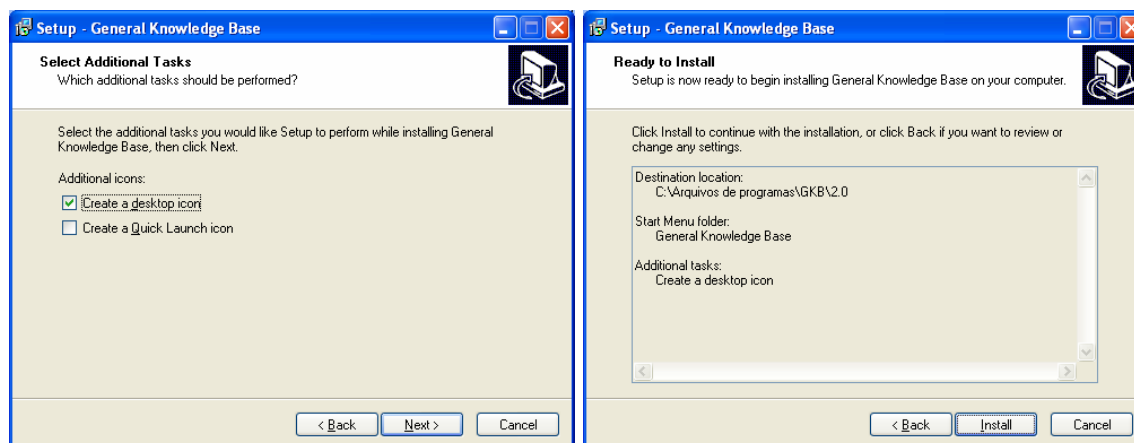 Setup - General Knowledge Base
Select Additional Tasks
Which additional tasks should be performed?
Select the additional tasks you would like Setup to perform while installing General
Knowledge Base, then click Next.
Additional icons:
Create a desktop icon
Create a Quick Launch icon
< Back
Next >
Cancel
Setup - General Knowledge Base
Ready to Install
Setup is now ready to begin installing General Knowledge Base on your computer.
Click Install to continue with the installation, or click Back if you want to review or
change any settings.
Destination location:
C:\Arquivos de programas\GKB\2.0
Start Menu folder:
General Knowledge Base
Additional tasks:
Create a desktop icon
< Back
Install
Cancel